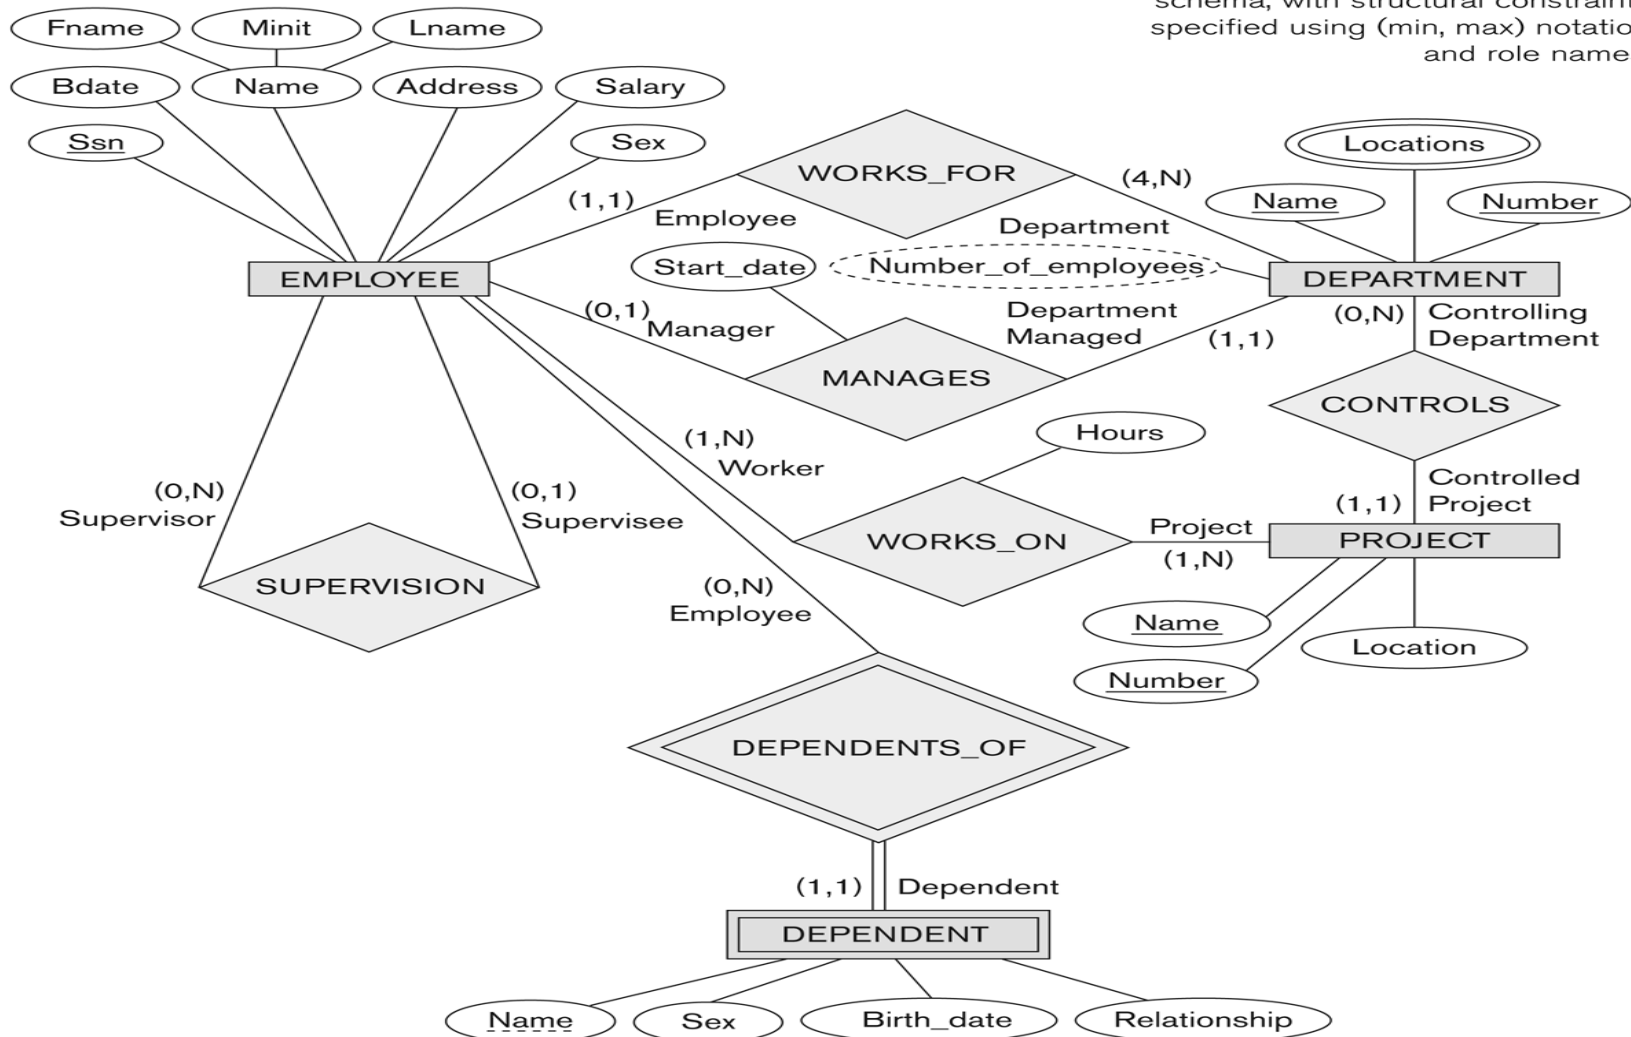 schema, with structural constraint
specified using (min, max) notatio
and role name
Fname
Minit
Lname
Bdate
Name
Address
Salary
Ssn
Sex
WORKS_FOR
Locations
(1,1)
Employee
(4,N)
Department
Name
Number
Start_date
Number_of_employees
EMPLOYEE
DEPARTMENT
(0,1)
Manager
Department
Managed
(1,1)
(0,N)
Controlling
Department
MANAGES
CONTROLS
Hours
(1,N)
Worker
(0,N)
Supervisor
(0,1)
Supervisee
Controlled
Project
(1,1)
WORKS_ON
Project
(1,N)
PROJECT
SUPERVISION
(0,N)
Employee
Name
Location
Number
DEPENDENTS_OF
(1,1)
Dependent
DEPENDENT
Name
Sex
Birth_date
Relationship